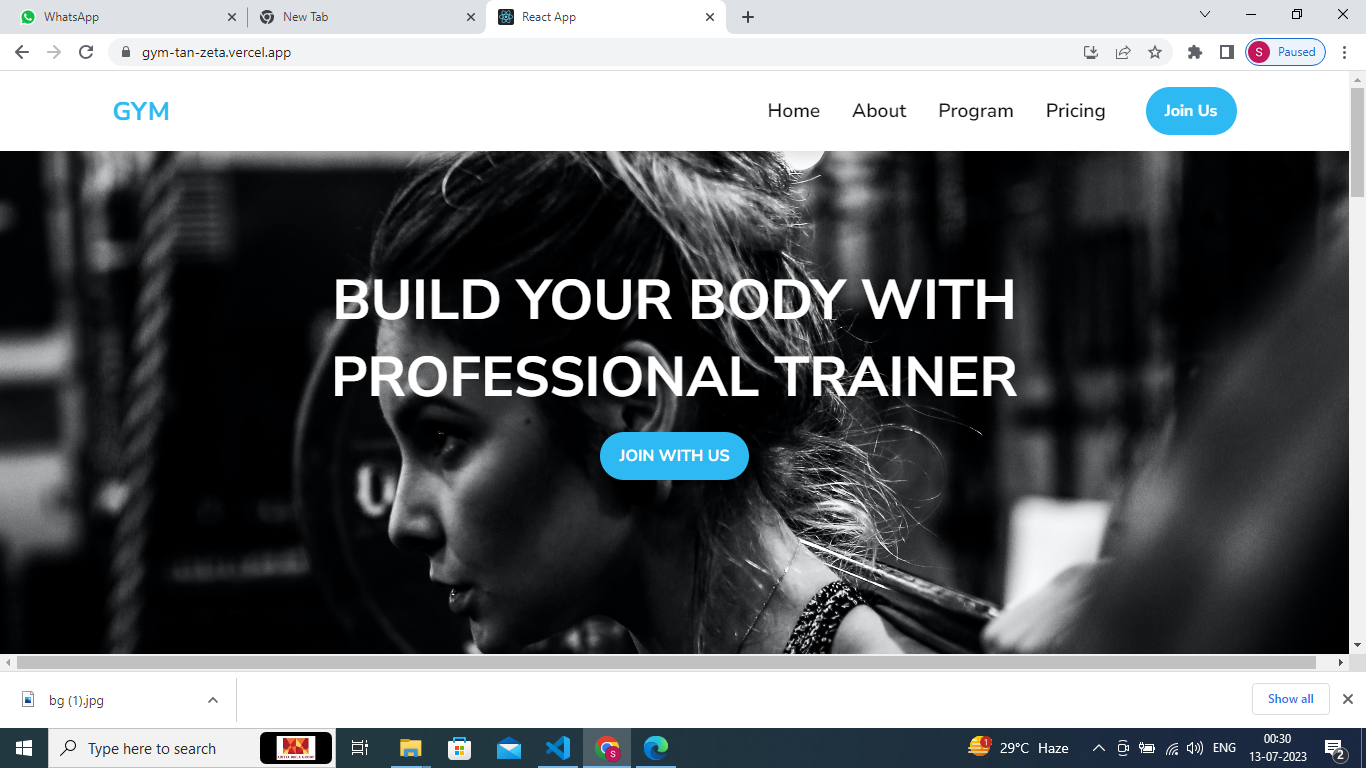 WhatsApp
New Tab
React App
gym-tan-zeta.vercel.app
S
Paused
GYM
Home
About
Program
Pricing
Join Us
BUILD YOUR BODY WITH
PROFESSIONAL TRAINER
JOIN WITH US
bg (1).jpg
Show all
Type here to search
S
1
29°C Haze
ENG
00:30
13-07-2023
2